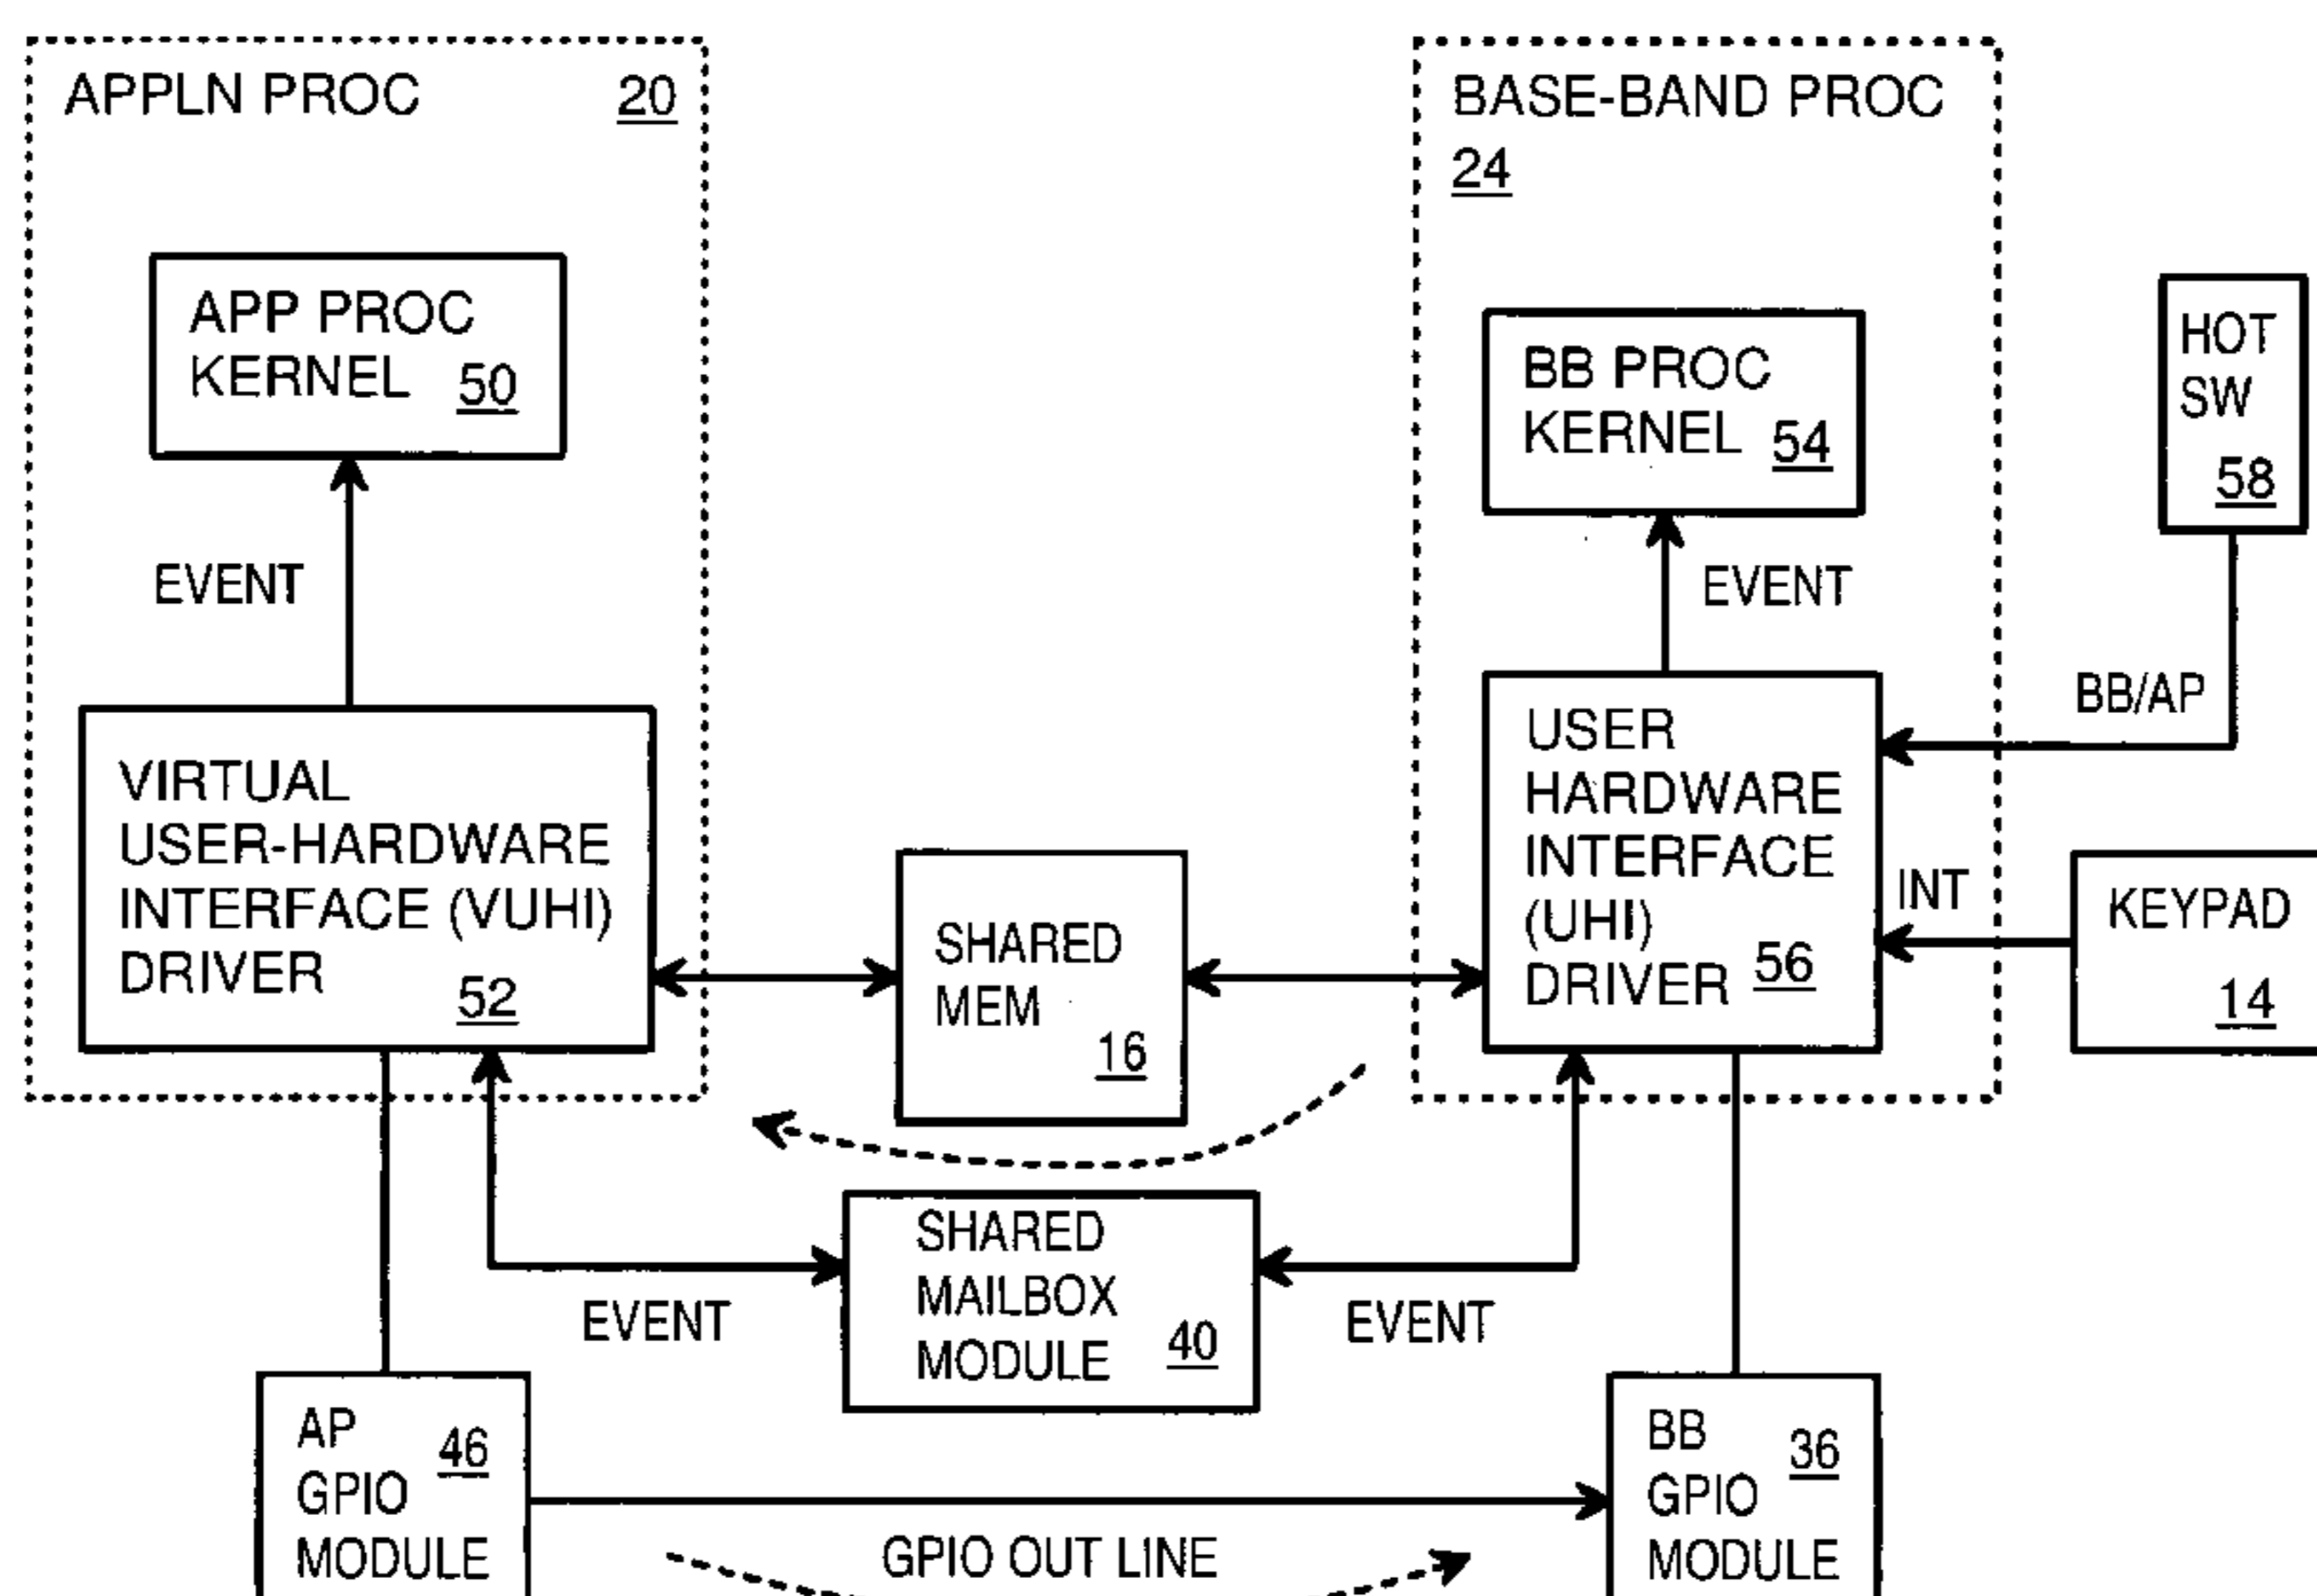 APPLN PROC 20
BASE-BAND PROC
24
APP PROC
KERNEL 50
BB PROC
KERNEL 54
HOT
SW
58
EVENT
EVENT
BB/AP
VIRTUAL
USER-HARDWARE
INTERFACE (VUHI)
DRIVER
52
SHARED
MEM
16
USER
HARDWARE
INTERFACE
(UHI)
DRIVER 56
INT
KEYPAD
14
SHARED
MAILBOX
MODULE 40
EVENT
EVENT
AP 46
GPIO
MODULE
GPIO OUT LINE
BB 36
GPIO
MODULE